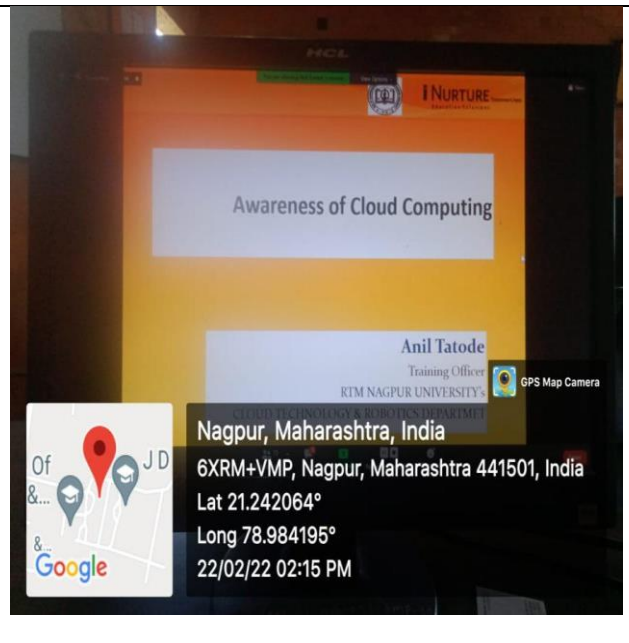 HCL
iNURTURE
Awareness of Cloud Computing
Anil Tatode
Training Officer
RTM NAGPUR UNIVERSITY's
CLOUD TECHNOLOGY & ROBOTICS DEPARTMET
GPS Map Camera
Of
&...
J D
&...
Google
Nagpur, Maharashtra, India
6XRM+VMP, Nagpur, Maharashtra 441501, India
Lat 21.242064°
Long 78.984195°
22/02/22 02:15 PM